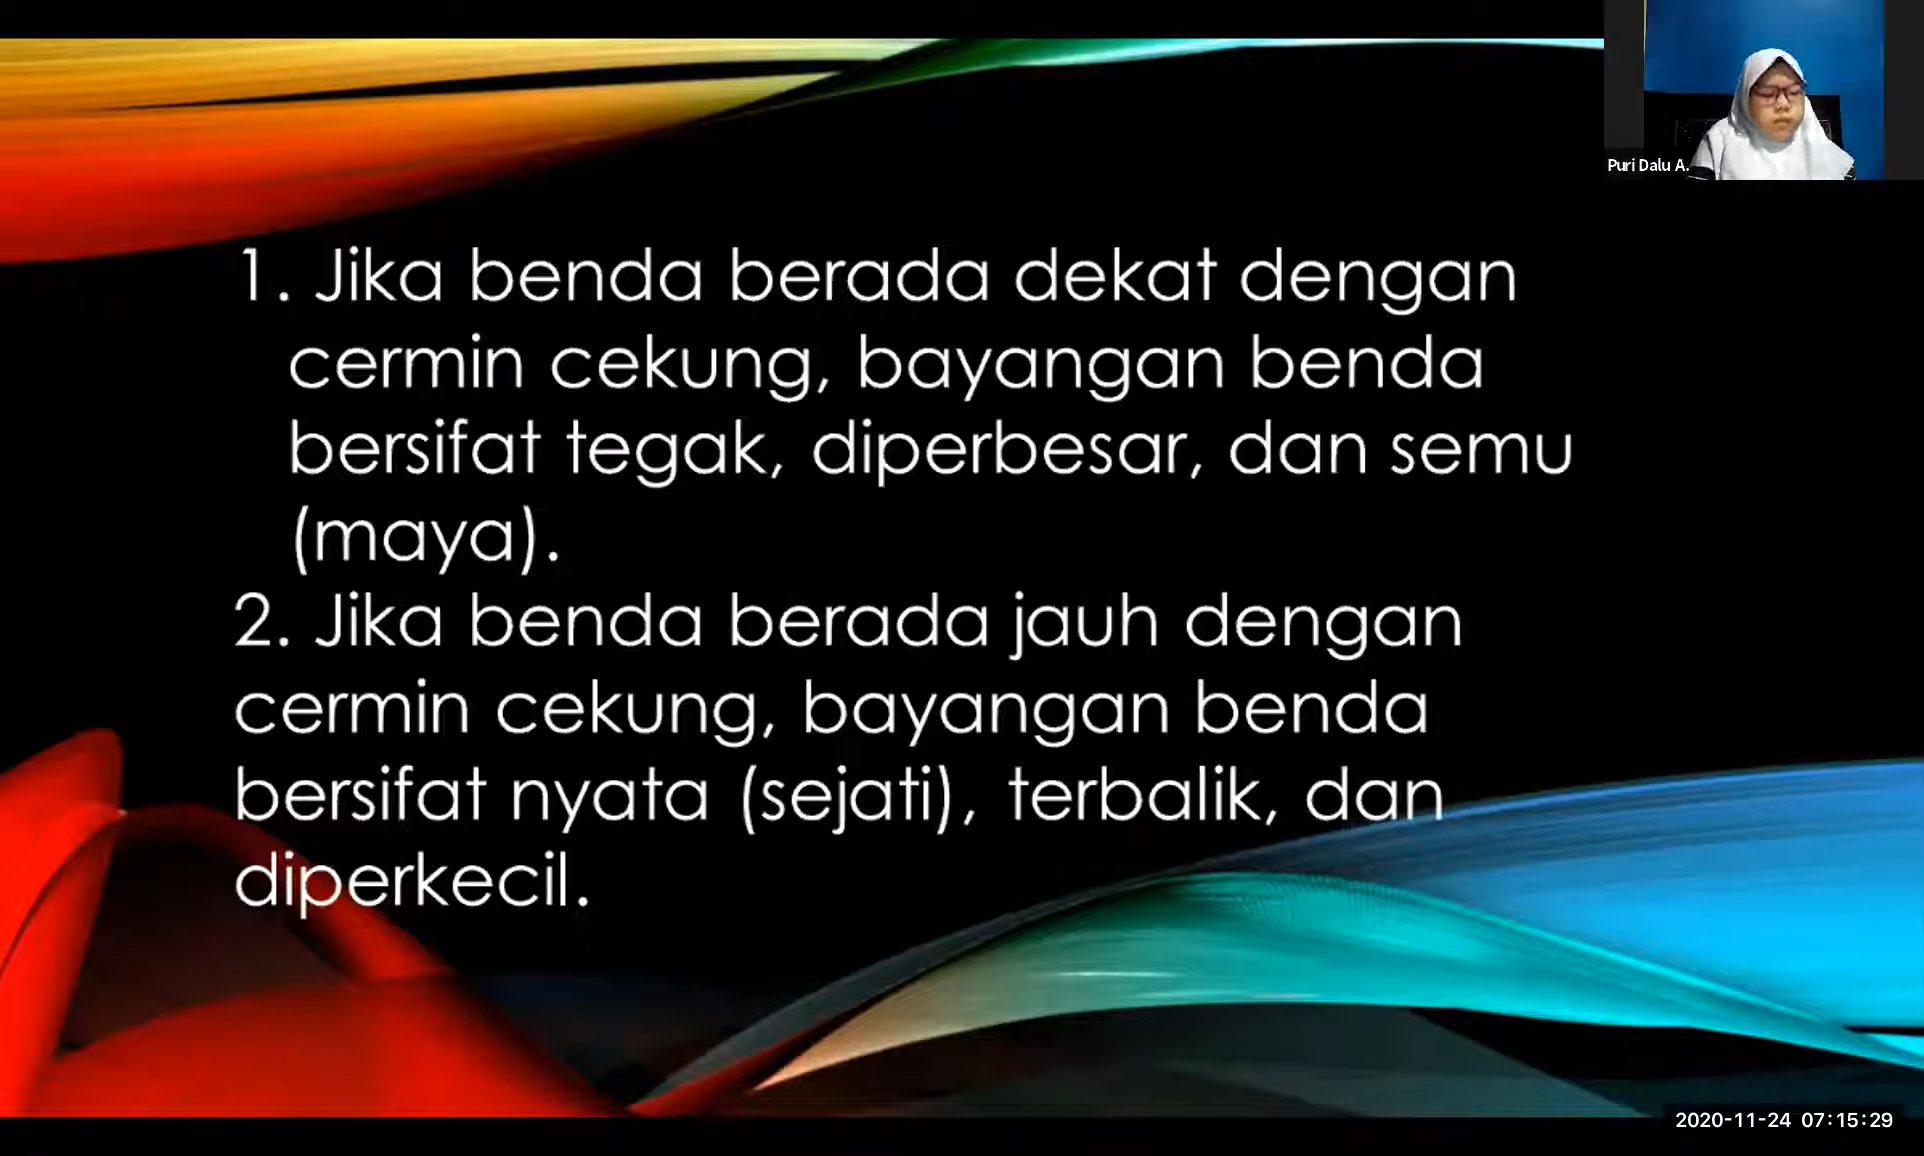 Puri Dalu A.
1. Jika benda berada dekat dengan
cermin cekung, bayangan benda
bersifat tegak, diperbesar, dan semu
(maya).
2. Jika benda berada jauh dengan
cermin cekung, bayangan benda
bersifat nyata (sejati), terbalik, dan
diperkecil.
2020-11-24 07:15:29